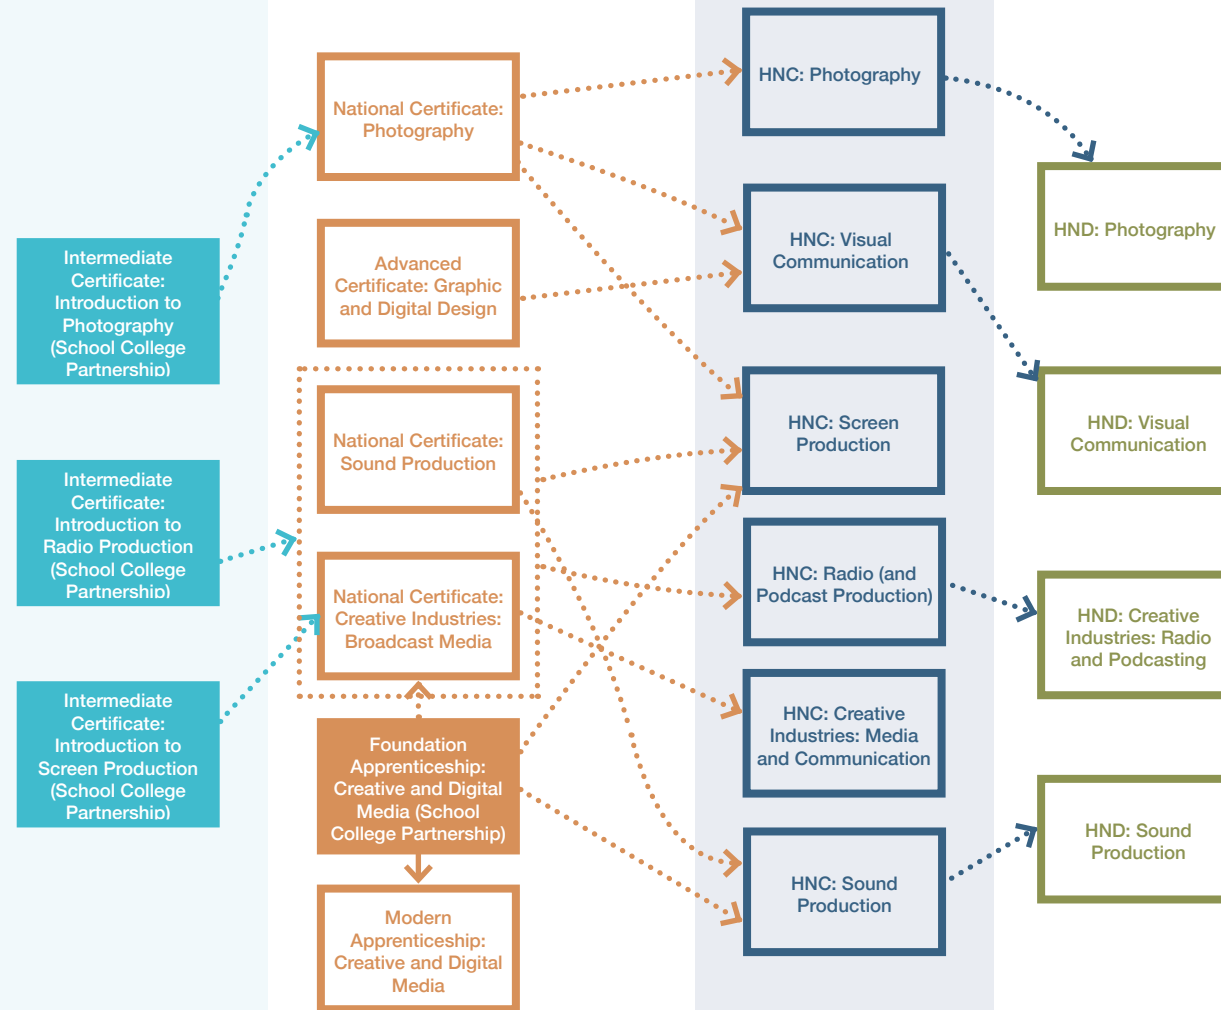 Intermediate
Certificate:
Introduction to
Photography
(School College
Partnership)
Intermediate
Certificate:
Introduction to
Radio Production
(School College
Partnership)
Intermediate
Certificate:
Introduction to
Screen Production
(School College
Partnership)
National Certificate:
Photography
Advanced
Certificate: Graphic
and Digital Design
National Certificate:
Sound Production
National Certificate:
Creative Industries:
Broadcast Media
Foundation
Apprenticeship:
Creative and Digital
Media (School
College Partnership)
Modern
Apprenticeship:
Creative and Digital
Media
HNC: Photography
HNC: Visual
Communication
HNC: Screen
Production
HNC: Radio (and
Podcast Production)
HNC: Creative
Industries: Media
and Communication
HNC: Sound
Production
HND: Photography
HND: Visual
Communication
HND: Creative
Industries: Radio
and Podcasting
HND: Sound
Production